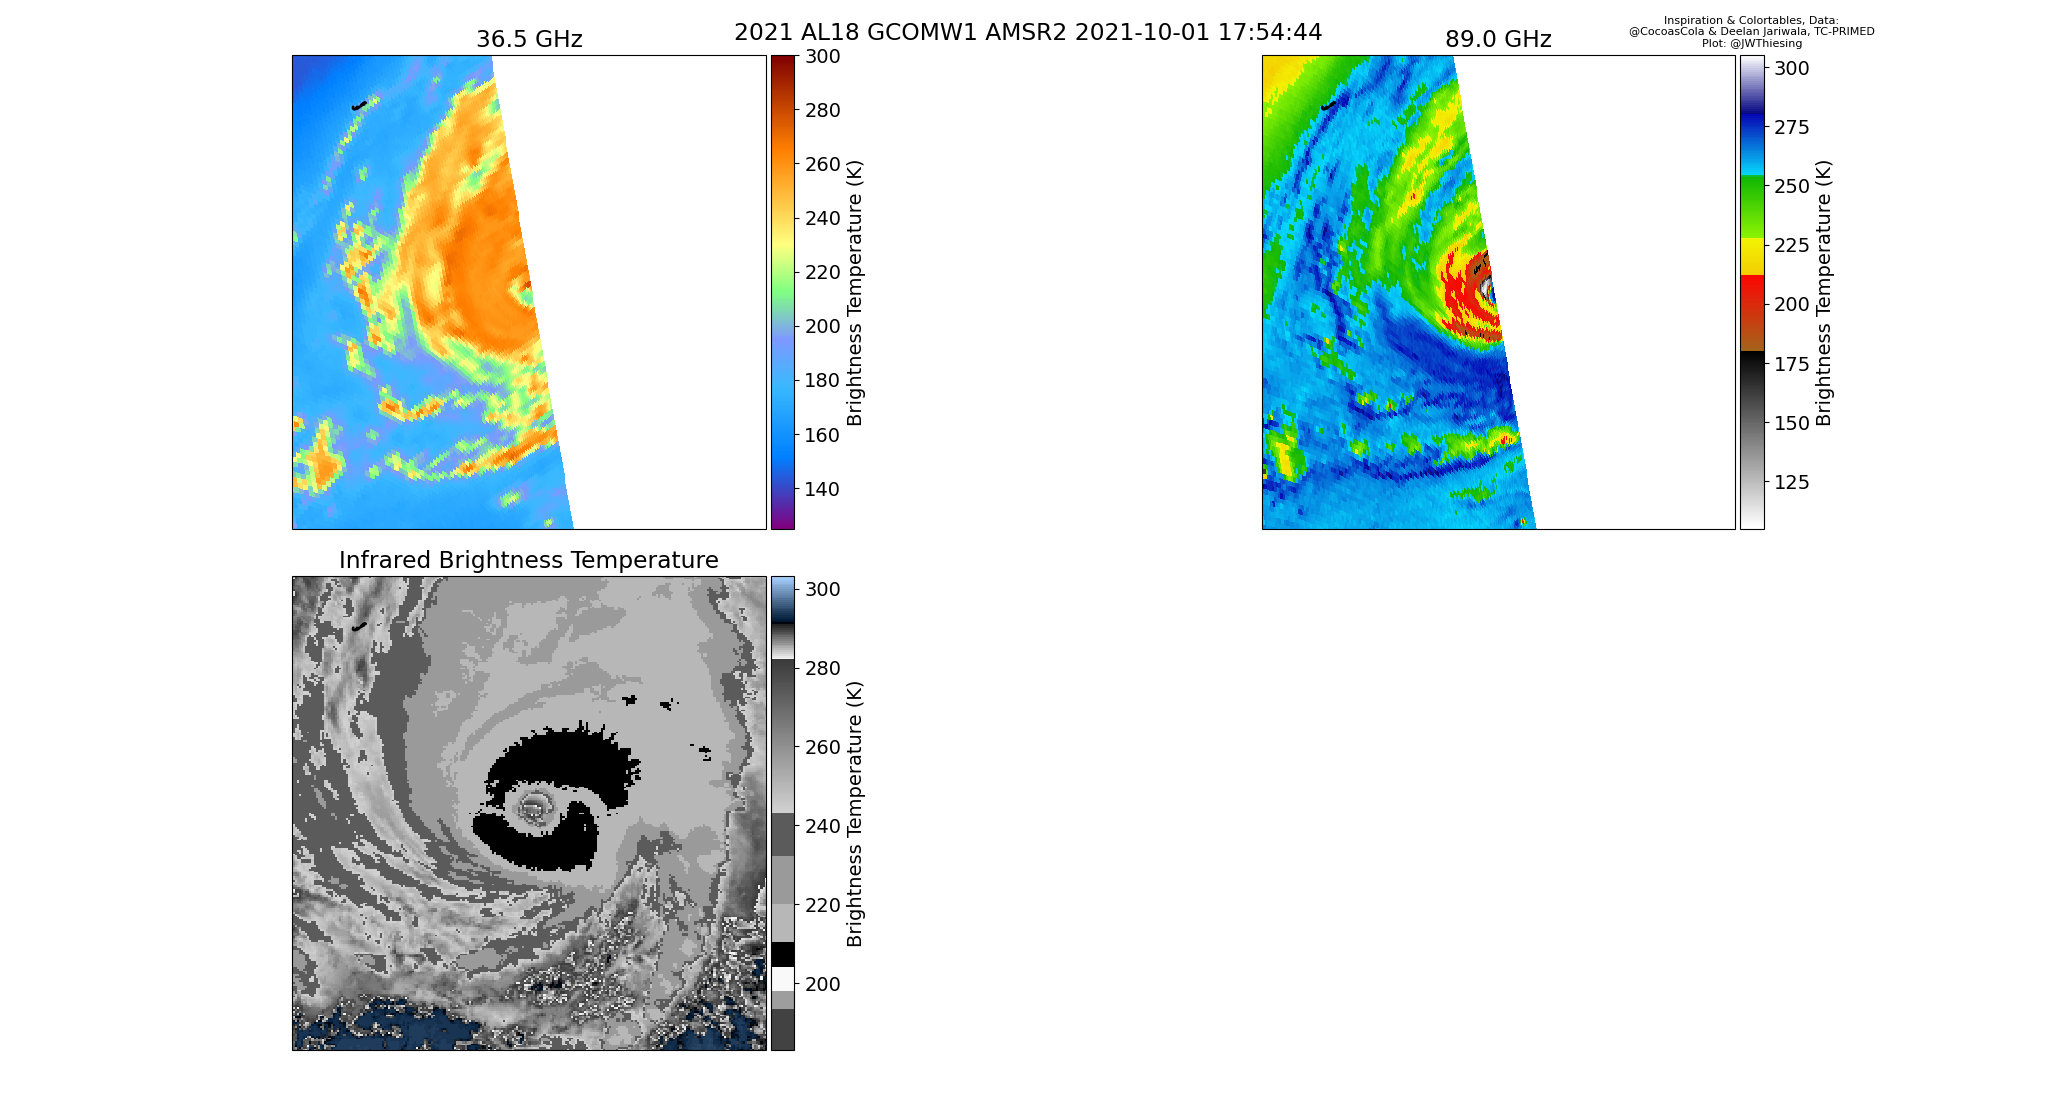 2021 AL18 GCOMW1 AMSR2 2021-10-01 17:54:44
Inspiration & Colortables, Data:
@CocoasCola & Deelan Jariwala, TC-PRIMED
Plot: @JWThiesing
36.5 GHz
300
280
260
240
220
200
180
160
140
Brightness Temperature (K)
89.0 GHz
300
275
250
225
200
175
150
125
Brightness Temperature (K)
Infrared Brightness Temperature
300
280
260
240
220
200
Brightness Temperature (K)